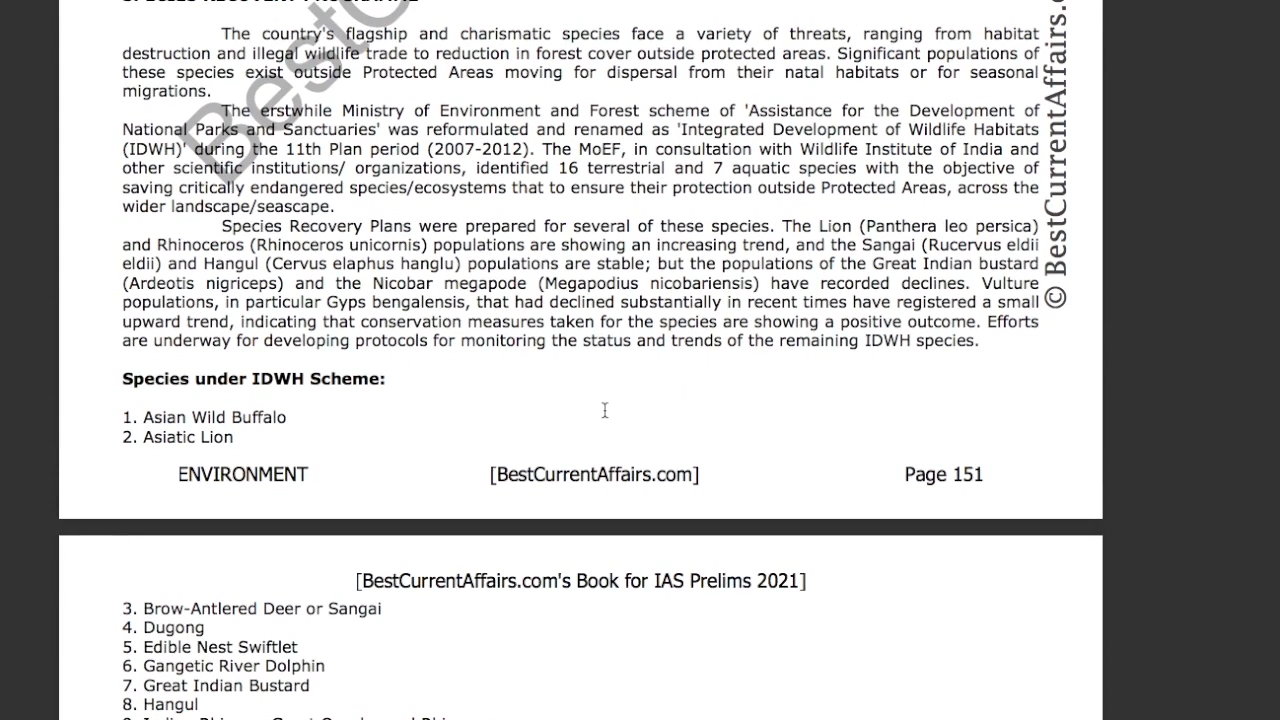 SPECIES RECOVERY PROGRAMME
The country's flagship and charismatic species face a variety of threats, ranging from habitat
destruction and illegal wildlife trade to reduction in forest cover outside protected areas. Significant populations of
these species exist outside Protected Areas moving for dispersal from their natal habitats or for seasonal
migrations.
The erstwhile Ministry of Environment and Forest scheme of 'Assistance for the Development of
National Parks and Sanctuaries' was reformulated and renamed as 'Integrated Development of Wildlife Habitats
(IDWH)' during the 11th Plan period (2007-2012). The MoEF, in consultation with Wildlife Institute of India and
other scientific institutions/ organizations, identified 16 terrestrial and 7 aquatic species with the objective of
saving critically endangered species/ecosystems that to ensure their protection outside Protected Areas, across the
wider landscape/seascape.
Species Recovery Plans were prepared for several of these species. The Lion (Panthera leo persica)
and Rhinoceros (Rhinoceros unicornis) populations are showing an increasing trend, and the Sangai (Rucervus eldii
eldii) and Hangul (Cervus elaphus hanglu) populations are stable; but the populations of the Great Indian bustard
(Ardeotis nigriceps) and the Nicobar megapode (Megapodius nicobariensis) have recorded declines. Vulture
populations, in particular Gyps bengalensis, that had declined substantially in recent times have registered a small
upward trend, indicating that conservation measures taken for the species are showing a positive outcome. Efforts
are underway for developing protocols for monitoring the status and trends of the remaining IDWH species.
Species under IDWH Scheme:
1. Asian Wild Buffalo
2. Asiatic Lion
ENVIRONMENT [BestCurrentAffairs.com] Page 151
© BestCurrentAffairs.c
BestC
[BestCurrentAffairs.com's Book for IAS Prelims 2021]
3. Brow-Antlered Deer or Sangai
4. Dugong
5. Edible Nest Swiftlet
6. Gangetic River Dolphin
7. Great Indian Bustard
8. Hangul